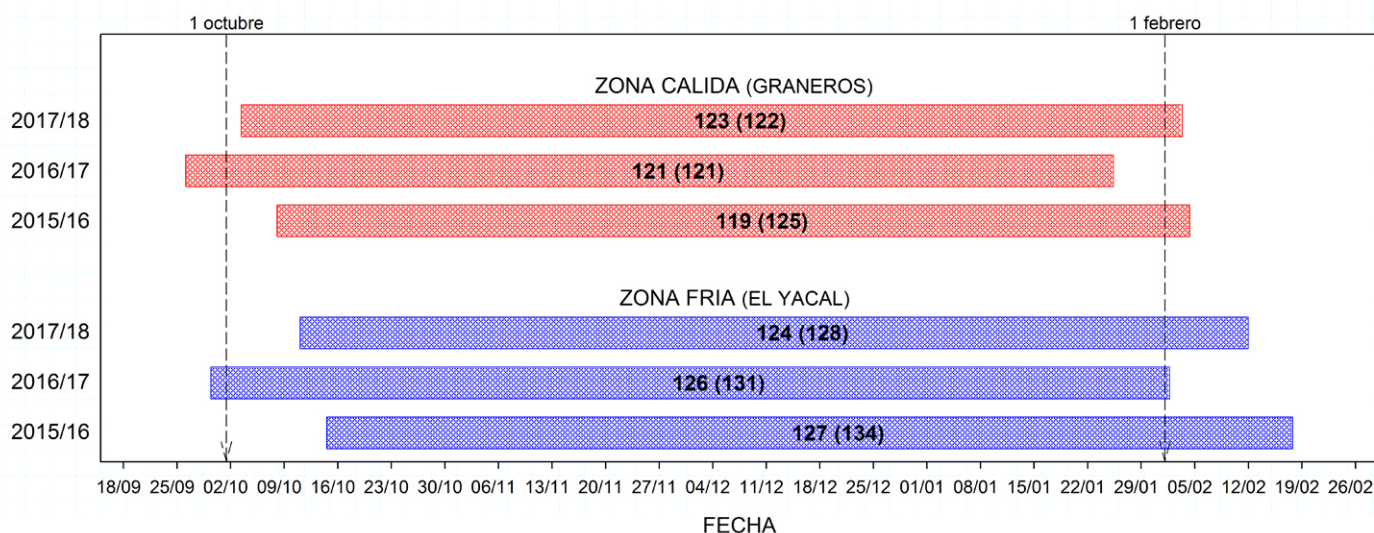 1 octubre 1 febrero
ZONA CALIDA (GRANEROS)
2017/18 123 (122)
2016/17 121 (121)
2015/16 119 (125)
ZONA FRIA (EL YACAL)
2017/18 124 (128)
2016/17 126 (131)
2015/16 127 (134)
18/09 25/09 02/10 09/10 16/10 23/10 30/10 06/11 13/11 20/11 27/11 04/12 11/12 18/12 25/12 01/01 08/01 15/01 22/01 29/01 05/02 12/02 19/02 26/02
FECHA